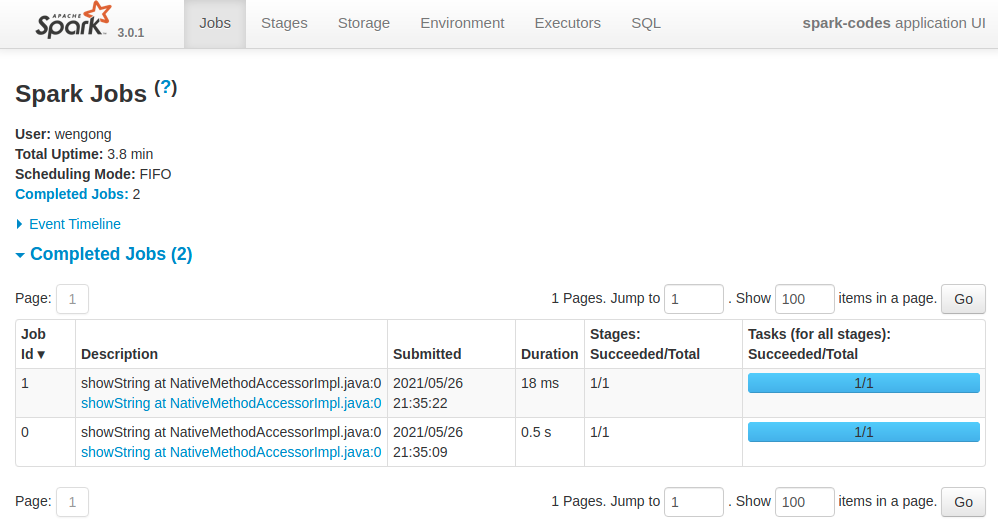 APACHE
Spark 3.0.1 Jobs Stages Storage Environment Executors SQL spark-codes application UI
Spark Jobs (?)
User: wengong
Total Uptime: 3.8 min
Scheduling Mode: FIFO
Completed Jobs: 2
Event Timeline
Completed Jobs (2)
Page: 1 1 Pages. Jump to 1 . Show 100 items in a page. Go
Job Id ▾ Description Submitted Duration Stages: Succeeded/Total Tasks (for all stages): Succeeded/Total
1 showString at NativeMethodAccessorImpl.java:0 2021/05/26 18 ms 1/1 1/1
showString at NativeMethodAccessorImpl.java:0 21:35:22
0 showString at NativeMethodAccessorImpl.java:0 2021/05/26 0.5 s 1/1 1/1
showString at NativeMethodAccessorImpl.java:0 21:35:09
Page: 1 1 Pages. Jump to 1 . Show 100 items in a page. Go